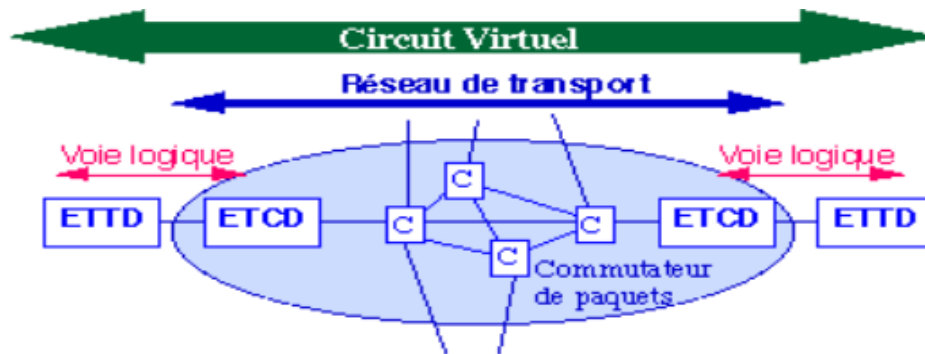 Circuit Virtuel
Réseau de transport
Voie logique
Voie logique
C
ETTD
ETCD
C
C
ETCD
ETTD
C
Commutateur
de paquets